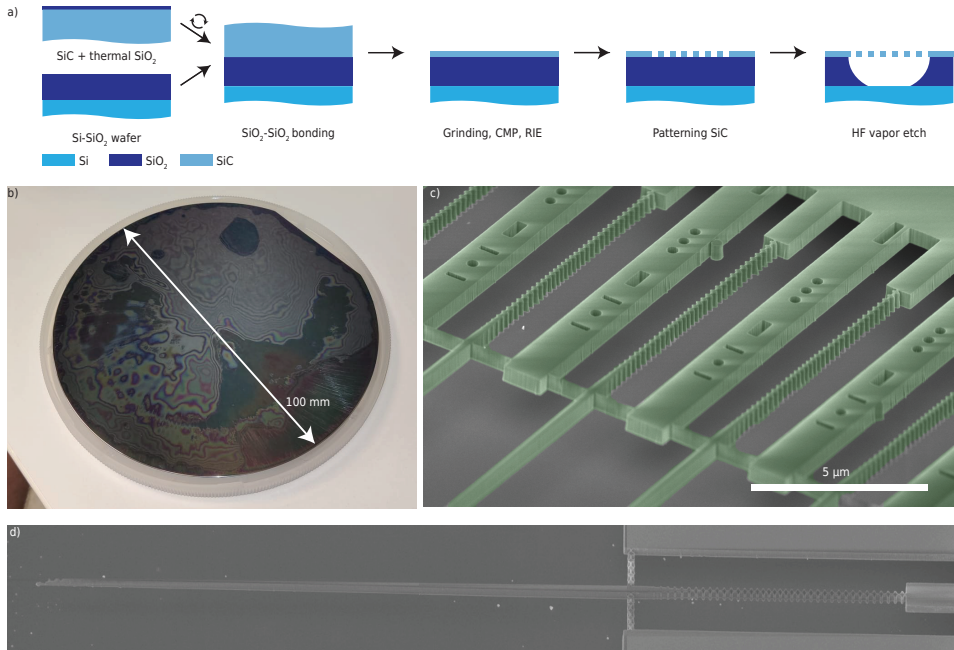 a)
SiC + thermal SiO₂
Si-SiO₂ wafer
SiO₂-SiO₂ bonding
Grinding, CMP, RIE
Patterning SiC
HF vapor etch
Si
SiO₂
SiC
b)
100 mm
c)
5 µm
d)